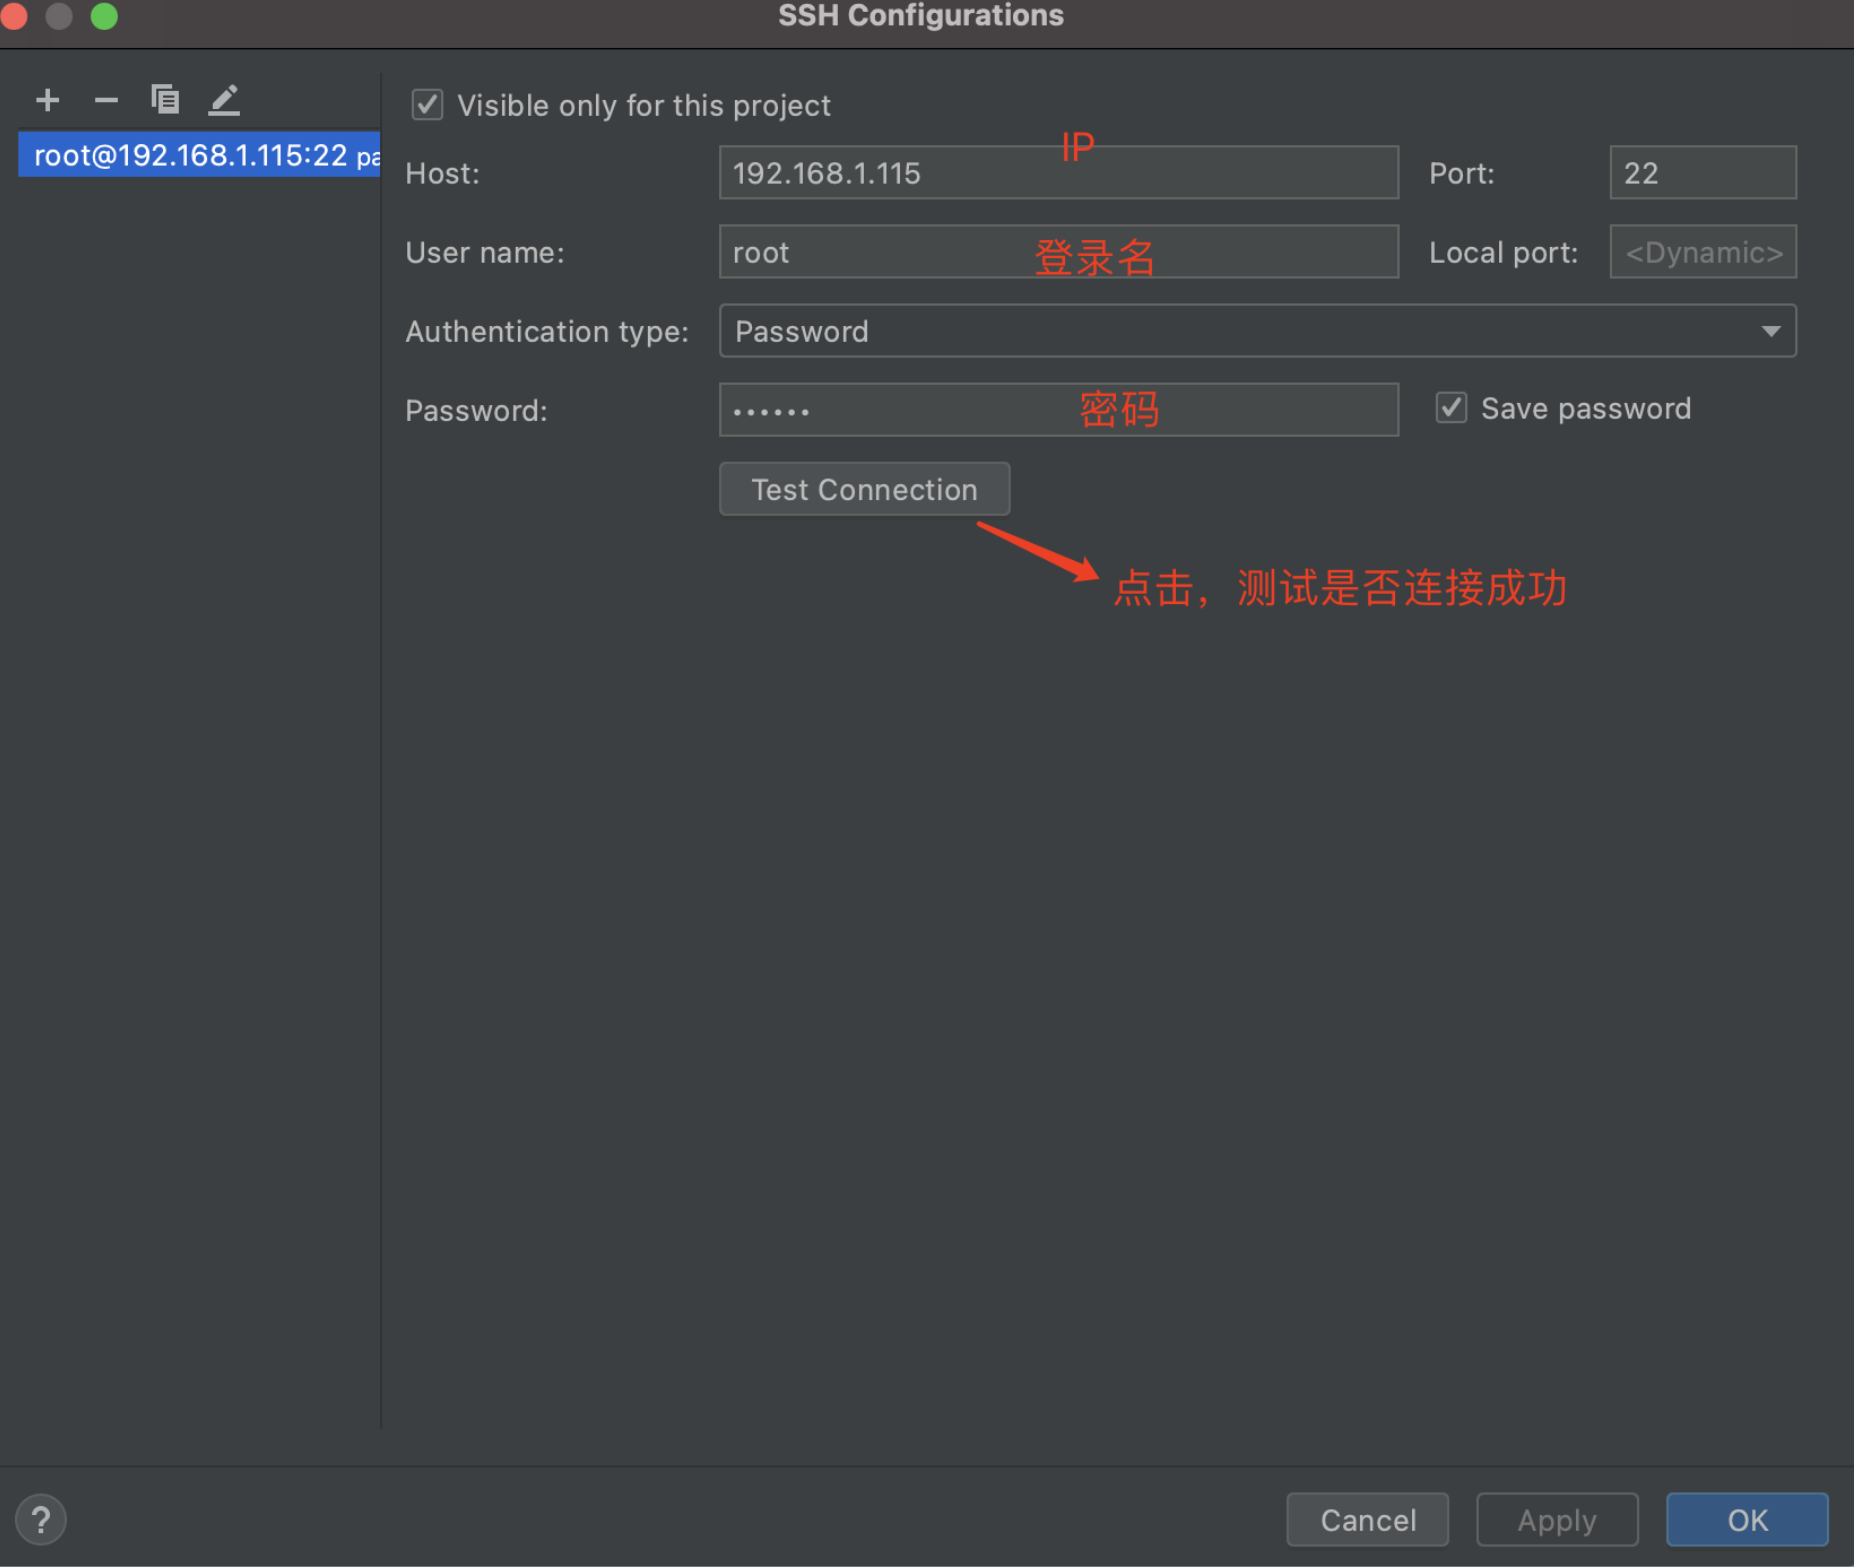 SSH Configurations
Visible only for this project
root@192.168.1.115:22 pa
IP
Host: 192.168.1.115 Port: 22
User name: root 登录名 Local port: <Dynamic>
Authentication type: Password
Password: •••••• 密码 Save password
Test Connection
点击，测试是否连接成功
? Cancel Apply OK